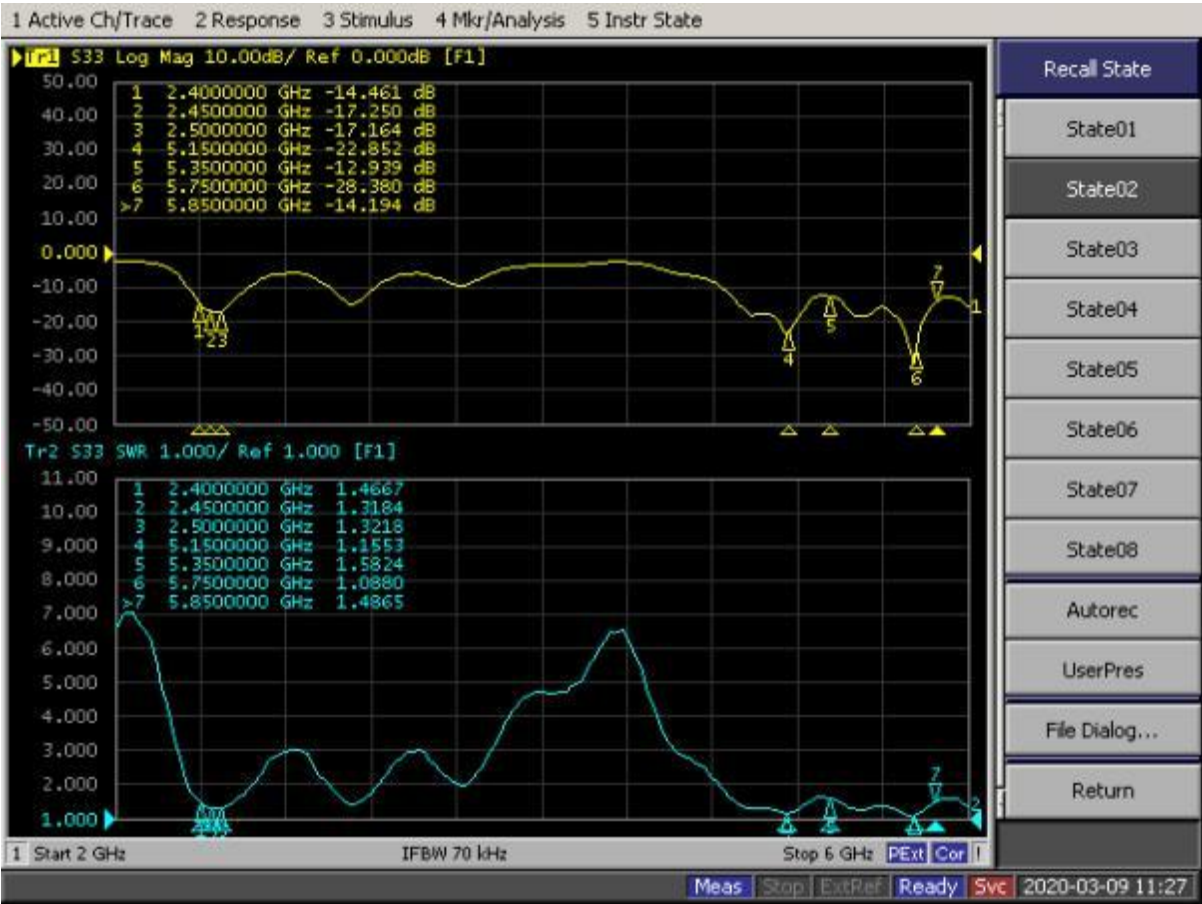 1 Active Ch/Trace 2 Response 3 Stimulus 4 Mkr/Analysis 5 Instr State
Tr1 S33 Log Mag 10.00dB/ Ref 0.000dB [F1]
50.00
40.00
30.00
20.00
10.00
0.000
-10.00
-20.00
-30.00
-40.00
-50.00
1 2.4000000 GHz -14.461 dB
2 2.4500000 GHz -17.250 dB
3 2.5000000 GHz -17.164 dB
4 5.1500000 GHz -22.852 dB
5 5.3500000 GHz -12.939 dB
6 5.7500000 GHz -28.380 dB
>7 5.8500000 GHz -14.194 dB
1 2 3
4
5
6
7
1
Tr2 S33 SWR 1.000/ Ref 1.000 [F1]
11.00
10.00
9.000
8.000
7.000
6.000
5.000
4.000
3.000
2.000
1.000
1 2.4000000 GHz 1.4667
2 2.4500000 GHz 1.3184
3 2.5000000 GHz 1.3218
4 5.1500000 GHz 1.1553
5 5.3500000 GHz 1.5824
6 5.7500000 GHz 1.0880
>7 5.8500000 GHz 1.4865
7
2
1 Start 2 GHz IFBW 70 kHz Stop 6 GHz PExt Cor !
Meas Stop ExtRef Ready Svc 2020-03-09 11:27
Recall State
State01
State02
State03
State04
State05
State06
State07
State08
Autorec
UserPres
File Dialog...
Return